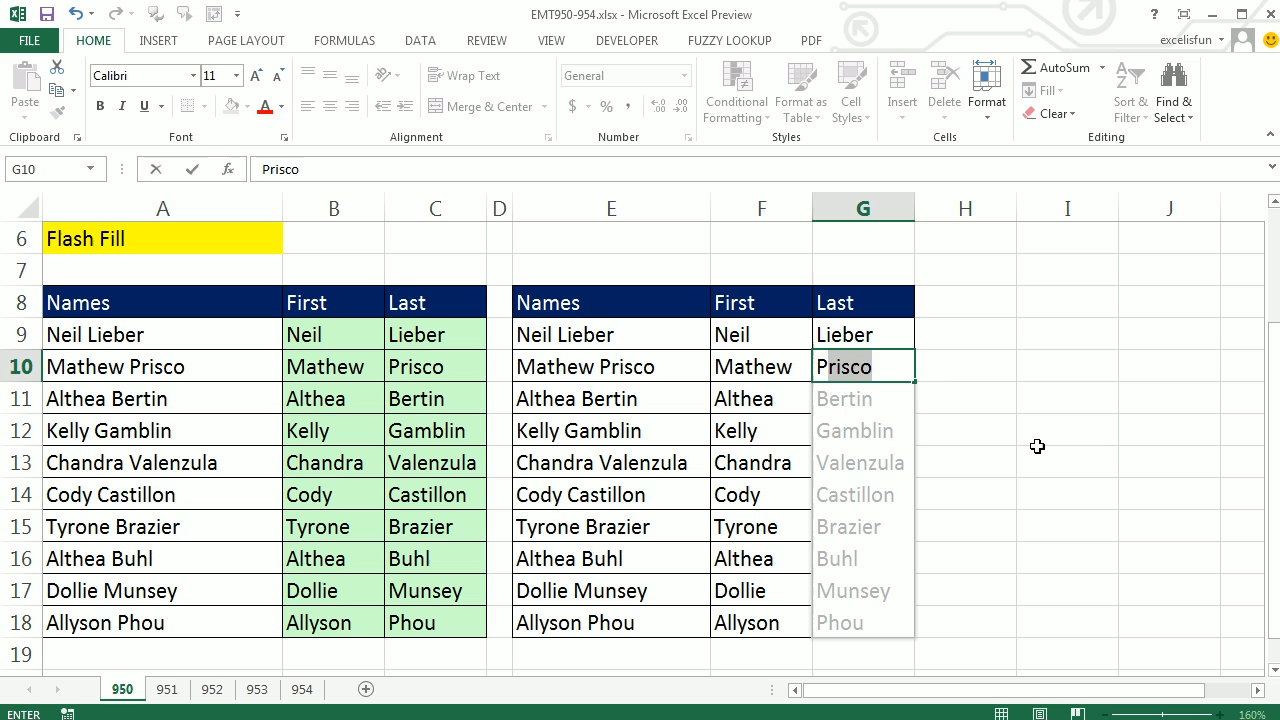 EMT950-954.xlsx - Microsoft Excel Preview
FILE HOME INSERT PAGE LAYOUT FORMULAS DATA REVIEW VIEW DEVELOPER FUZZY LOOKUP PDF excelisfun
Calibri 11 Wrap Text General AutoSum
Paste B I U Merge & Center $ % , Conditional Formatting Format as Table Styles Insert Delete Format Fill Clear Sort & Filter Find & Select
Clipboard Font Alignment Number Styles Cells Editing
G10 fx Prisco
A B C D E F G H I J
6 Flash Fill
7
8 Names First Last Names First Last
9 Neil Lieber Neil Lieber Neil Lieber Neil Lieber
10 Mathew Prisco Mathew Prisco Mathew Prisco Mathew Prisco
11 Althea Bertin Althea Bertin Althea Bertin Althea Bertin
12 Kelly Gamblin Kelly Gamblin Kelly Gamblin Kelly Gamblin
13 Chandra Valenzula Chandra Valenzula Chandra Valenzula Chandra Valenzula
14 Cody Castillon Cody Castillon Cody Castillon Cody Castillon
15 Tyrone Brazier Tyrone Brazier Tyrone Brazier Tyrone Brazier
16 Althea Buhl Althea Buhl Althea Buhl Althea Buhl
17 Dollie Munsey Dollie Munsey Dollie Munsey Dollie Munsey
18 Allyson Phou Allyson Phou Allyson Phou Allyson Phou
19
950 951 952 953 954
ENTER 160%